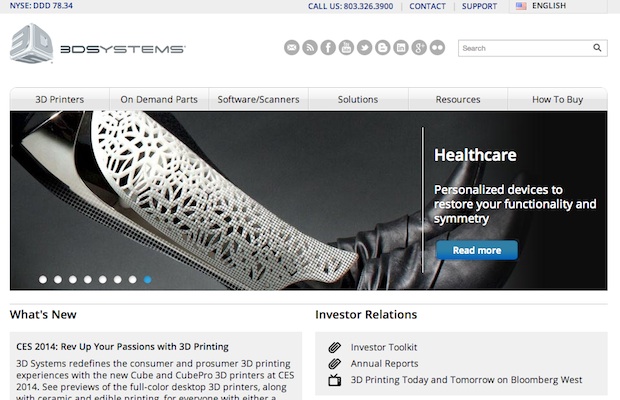 NYSE: DDD 78.34
CALL US: 803.326.3900 | CONTACT | SUPPORT
ENGLISH
3DSYSTEMS
Search
3D Printers
On Demand Parts
Software/Scanners
Solutions
Resources
How To Buy
Healthcare
Personalized devices to
restore your functionality and
symmetry
Read more
What's New
CES 2014: Rev Up Your Passions with 3D Printing
3D Systems redefines the consumer and prosumer 3D printing
experiences with the new Cube and CubePro 3D printers at CES
2014. See previews of the full-color desktop 3D printers, along
with ceramic and edible printing, for everyone with either a
Investor Relations
Investor Toolkit
Annual Reports
3D Printing Today and Tomorrow on Bloomberg West